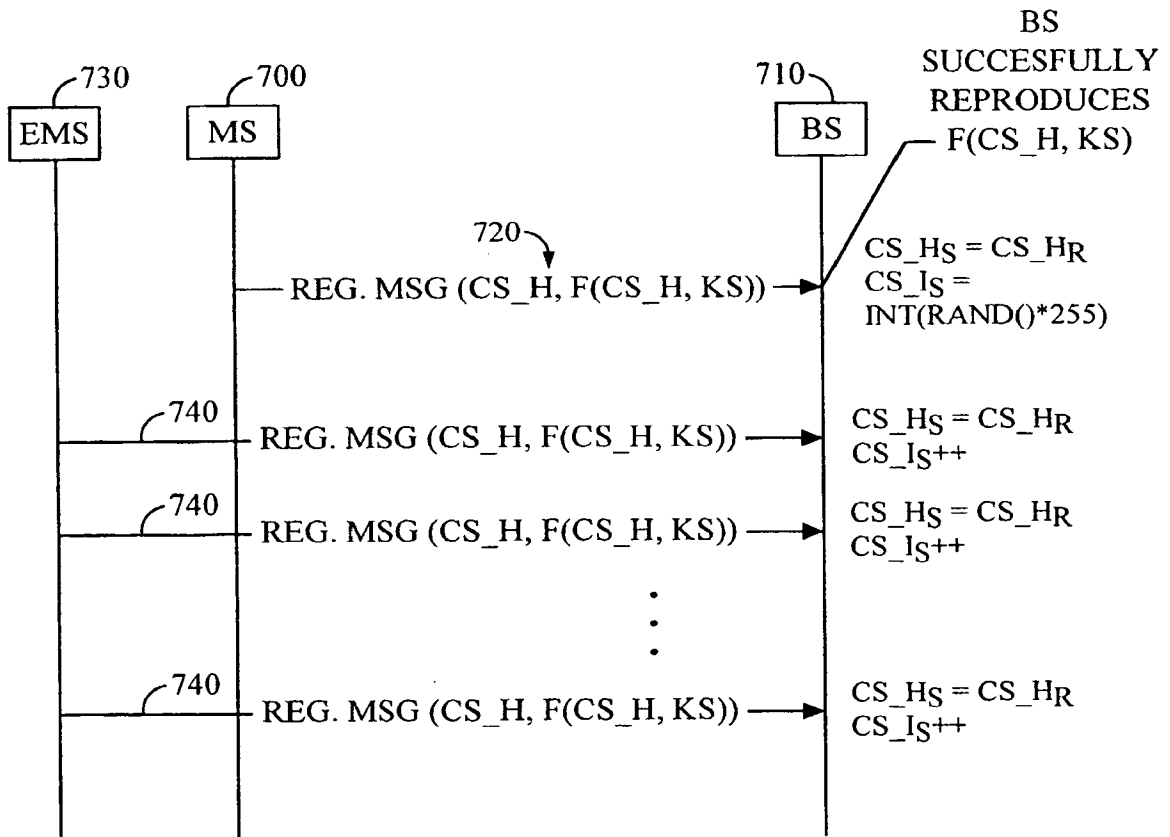 BS
SUCCESFULLY
REPRODUCES
F(CS_H, KS)
730
700
710
EMS
MS
BS
720
REG. MSG (CS_H, F(CS_H, KS))
CS_HS = CS_HR
CS_IS =
INT(RAND()*255)
740
REG. MSG (CS_H, F(CS_H, KS))
CS_HS = CS_HR
CS_IS++
740
REG. MSG (CS_H, F(CS_H, KS))
CS_HS = CS_HR
CS_IS++
740
REG. MSG (CS_H, F(CS_H, KS))
CS_HS = CS_HR
CS_IS++